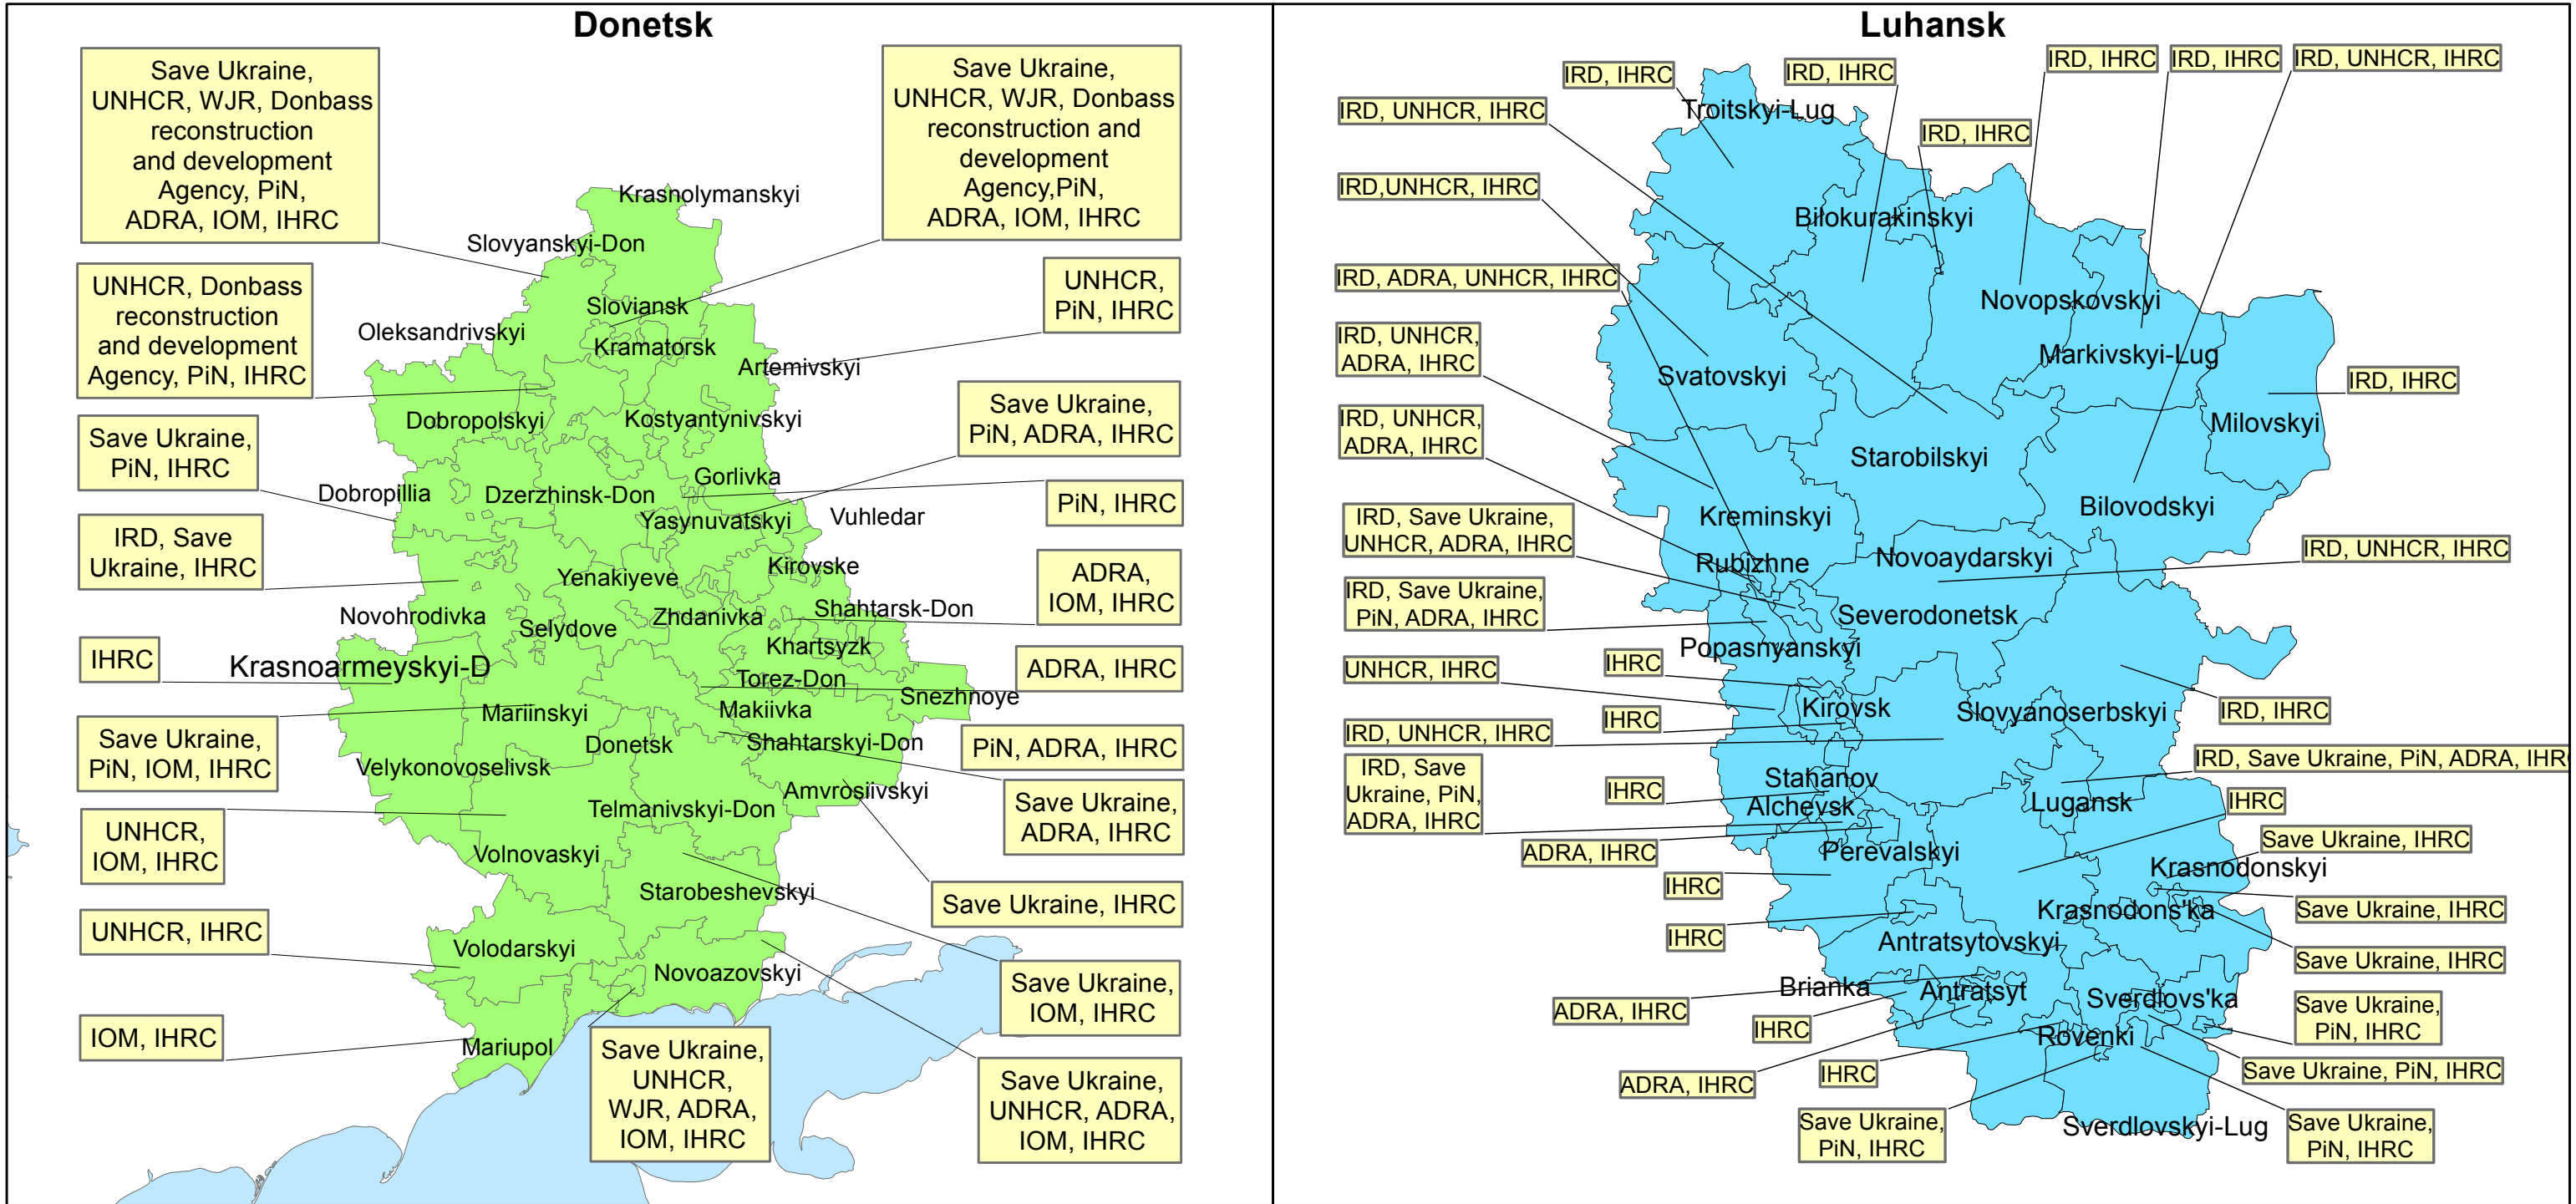 Donetsk
Save Ukraine,
UNHCR, WJR, Donbass
reconstruction
and development
Agency, PiN,
ADRA, IOM, IHRC
Save Ukraine,
UNHCR, WJR, Donbass
reconstruction and
development
Agency,PiN,
ADRA, IOM, IHRC
UNHCR, Donbass
reconstruction
and development
Agency, PiN, IHRC
UNHCR,
PiN, IHRC
Save Ukraine,
PiN, IHRC
Save Ukraine,
PiN, ADRA, IHRC
PiN, IHRC
IRD, Save
Ukraine, IHRC
ADRA,
IOM, IHRC
IHRC
ADRA, IHRC
Save Ukraine,
PiN, IOM, IHRC
PiN, ADRA, IHRC
UNHCR,
IOM, IHRC
Save Ukraine,
ADRA, IHRC
UNHCR, IHRC
Save Ukraine, IHRC
IOM, IHRC
Save Ukraine,
IOM, IHRC
Save Ukraine,
UNHCR,
WJR, ADRA,
IOM, IHRC
Save Ukraine,
UNHCR, ADRA,
IOM, IHRC
Krasnolymanskyi
Slovyanskyi-Don
Sloviansk
Oleksandrivskyi
Kramatorsk
Artemivskyi
Dobropolskyi
Kostyantynivskyi
Gorlivka
Dobropillia
Dzerzhinsk-Don
Yasynuvatskyi
Vuhledar
Kirovske
Yenakiyeve
Shahtarsk-Don
Novohrodivka
Zhdanivka
Selydove
Khartsyzk
Krasnoarmeyskyi-D
Torez-Don
Snezhnoye
Mariinskyi
Makiivka
Donetsk
Shahtarskyi-Don
Velykonovoselivsk
Amvrosiivskyi
Telmanivskyi-Don
Volnovaskyi
Starobeshevskyi
Volodarskyi
Novoazovskyi
Mariupol
Luhansk
IRD, IHRC
IRD, IHRC
IRD, IHRC
IRD, IHRC
IRD, UNHCR, IHRC
IRD, UNHCR, IHRC
IRD, IHRC
IRD,UNHCR, IHRC
IRD, ADRA, UNHCR, IHRC
IRD, UNHCR,
ADRA, IHRC
IRD, IHRC
IRD, UNHCR,
ADRA, IHRC
IRD, Save Ukraine,
UNHCR, ADRA, IHRC
IRD, UNHCR, IHRC
IRD, Save Ukraine,
PiN, ADRA, IHRC
UNHCR, IHRC
IHRC
IRD, IHRC
IHRC
IRD, UNHCR, IHRC
IRD, Save Ukraine, PiN, ADRA, IHR
IRD, Save
Ukraine, PiN,
ADRA, IHRC
IHRC
IHRC
Save Ukraine, IHRC
ADRA, IHRC
IHRC
Save Ukraine, IHRC
IHRC
Save Ukraine, IHRC
ADRA, IHRC
IHRC
Save Ukraine,
PiN, IHRC
ADRA, IHRC
IHRC
Save Ukraine, PiN, IHRC
Save Ukraine,
PiN, IHRC
Save Ukraine,
PiN, IHRC
Troitskyi-Lug
Bilokurakinskyi
Novopskovskyi
Markivskyi-Lug
Svatovskyi
Milovskyi
Starobilskyi
Bilovodskyi
Kreminskyi
Rubizhne
Novoaydarskyi
Severodonetsk
Popasnyanskyi
Kirovsk
Slovyanoserbskyi
Stahanov
Alchevsk
Lugansk
Perevalskyi
Krasnodonskyi
Krasnodons'ka
Antratsytovskyi
Brianka
Antratsyt
Sverdlovs'ka
Rovenki
Sverdlovskyi-Lug